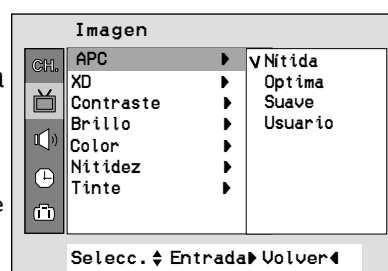 Imagen
CH.
APC
XD
Contraste
Brillo
Color
Nitidez
Tinte
Nítida
Optima
Suave
Usuario
a
e
Selecc. Entrada Volver